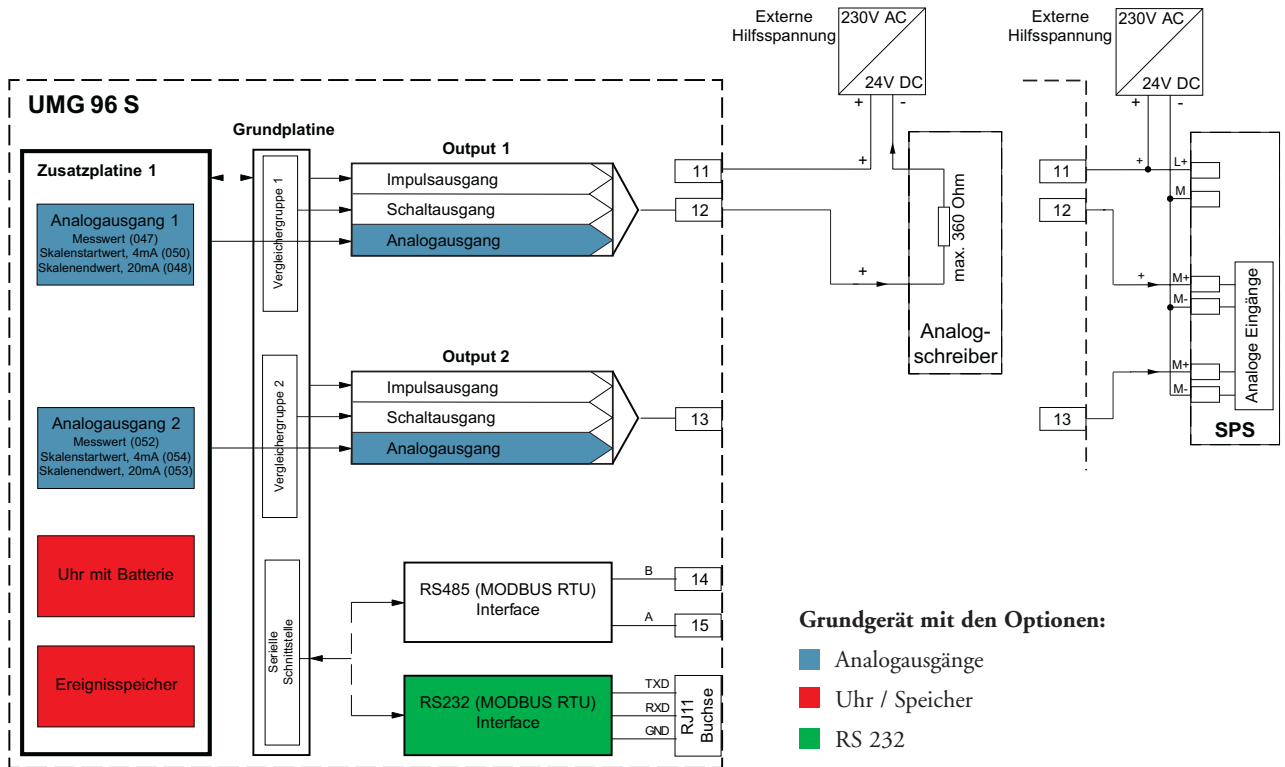 UMG 96 S
Zusatzplatine 1
Analogausgang 1
Messwert (047)
Skalenstartwert, 4mA (050)
Skalenendwert, 20mA (048)
Analogausgang 2
Messwert (052)
Skalenstartwert, 4mA (054)
Skalenendwert, 20mA (053)
Uhr mit Batterie
Ereignisspeicher
Grundplatine
Vergleichergruppe 1
Vergleichergruppe 2
Serielle
Schnittstelle
Output 1
Impulsausgang
Schaltausgang
Analogausgang
Output 2
Impulsausgang
Schaltausgang
Analogausgang
RS485 (MODBUS RTU)
Interface
B
A
RS232 (MODBUS RTU)
Interface
TXD
RXD
GND
RJ11
Buchse
11
12
13
14
15
Externe
Hilfsspannung
230V AC
24V DC
+
-
+
+
max. 360 Ohm
Analog-
schreiber
Externe
Hilfsspannung
230V AC
24V DC
+
-
11
12
13
+
+
L+
M
M+
M-
M+
M-
Analoge Eingänge
SPS
Grundgerät mit den Optionen:
Analogausgänge
Uhr / Speicher
RS 232